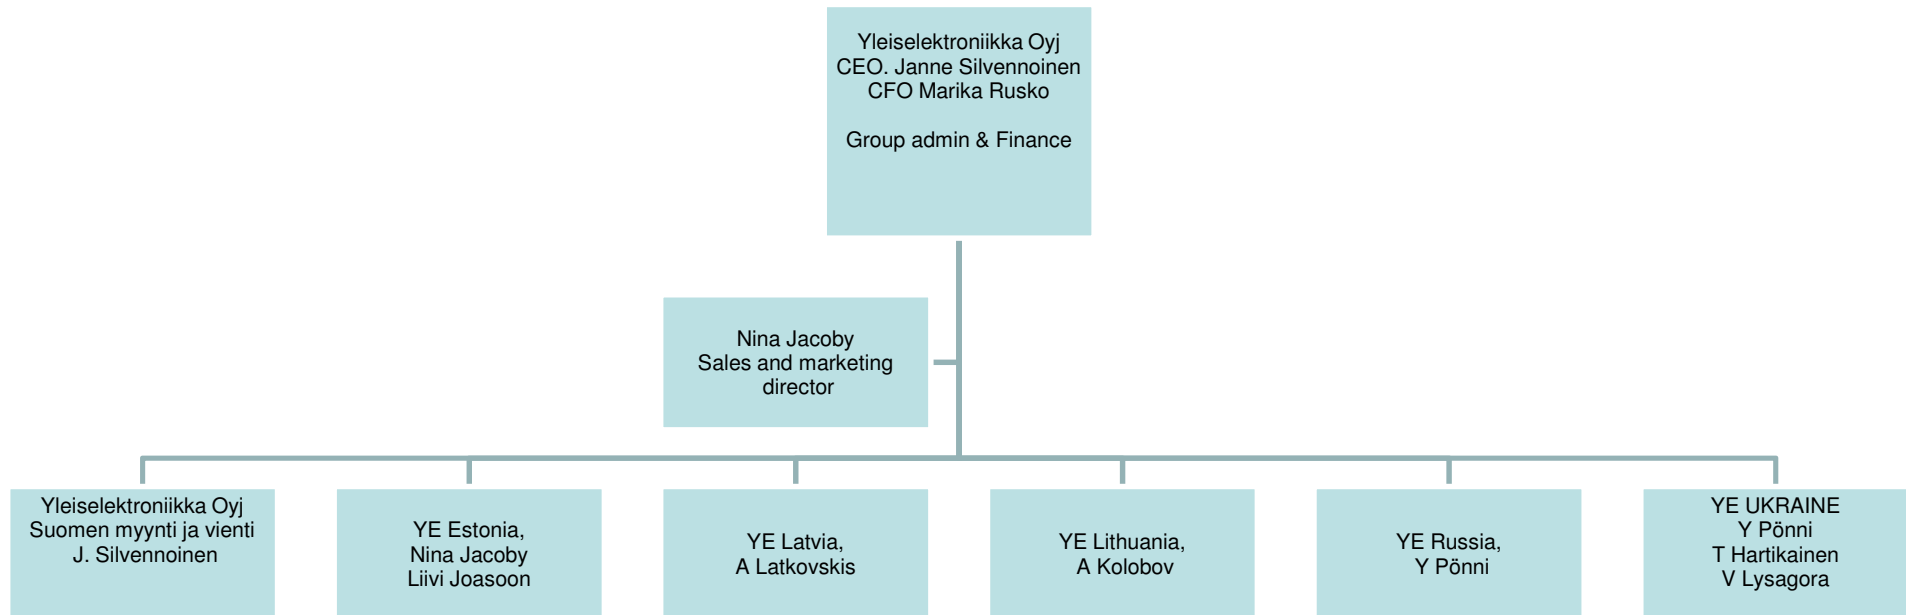 Yleiselektroniikka Oyj
CEO. Janne Silvennoinen
CFO Marika Rusko
Group admin & Finance
Nina Jacoby
Sales and marketing
director
Yleiselektroniikka Oyj
Suomen myynti ja vienti
J. Silvennoinen
YE Estonia,
Nina Jacoby
Liivi Joasoon
YE Latvia,
A Latkovskis
YE Lithuania,
A Kolobov
YE Russia,
Y Pönni
YE UKRAINE
Y Pönni
T Hartikainen
V Lysagora